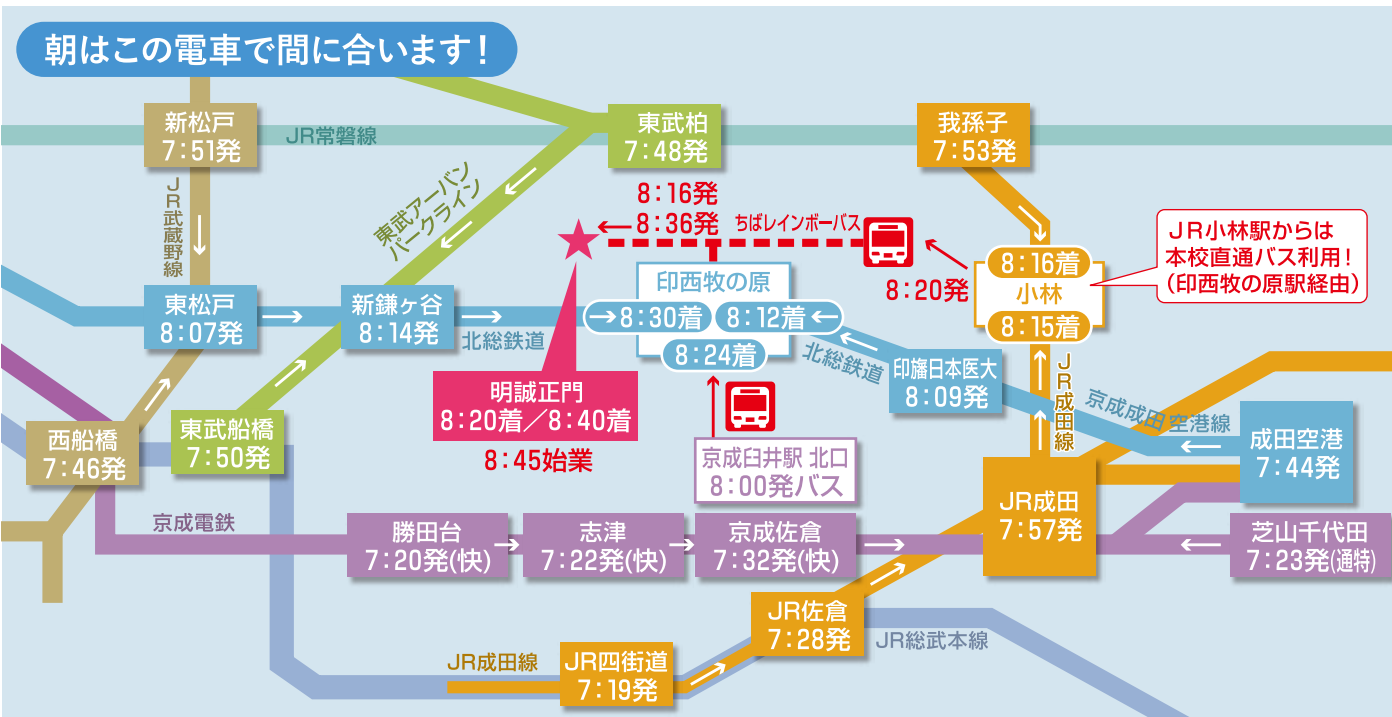 朝はこの電車で間に合います!
新松戸
7:51発
JR常磐線
東武柏
7:48発
我孫子
7:53発
JR武蔵野線
東武アーバン
パークライン
8:16発
8:36発
ちばレインボーバス
8:20発
JR小林駅からは
本校直通バス利用!
(印西牧の原駅経由)
8:16着
小林
8:15着
東松戸
8:07発
新鎌ヶ谷
8:14発
北総鉄道
印西牧の原
8:30着
8:12着
8:24着
北総鉄道
印旛日本医大
8:09発
JR成田線
京成成田空港線
成田空港
7:44発
明誠正門
8:20着/8:40着
8:45始業
西船橋
7:46発
東武船橋
7:50発
京成臼井駅 北口
8:00発バス
京成電鉄
勝田台
7:20発(快)
志津
7:22発(快)
京成佐倉
7:32発(快)
JR成田
7:57発
芝山千代田
7:23発(通特)
JR佐倉
7:28発
JR総武本線
JR成田線
JR四街道
7:19発